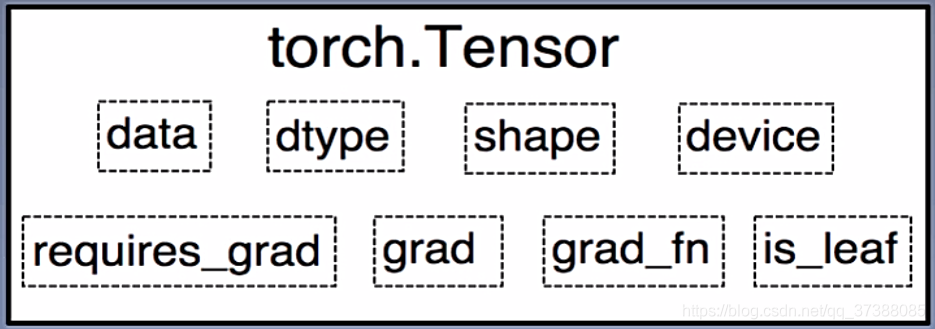 torch.Tensor
data dtype shape device
requires_grad grad grad_fn is_leaf
https://blog.csdn.net/qq_37388085